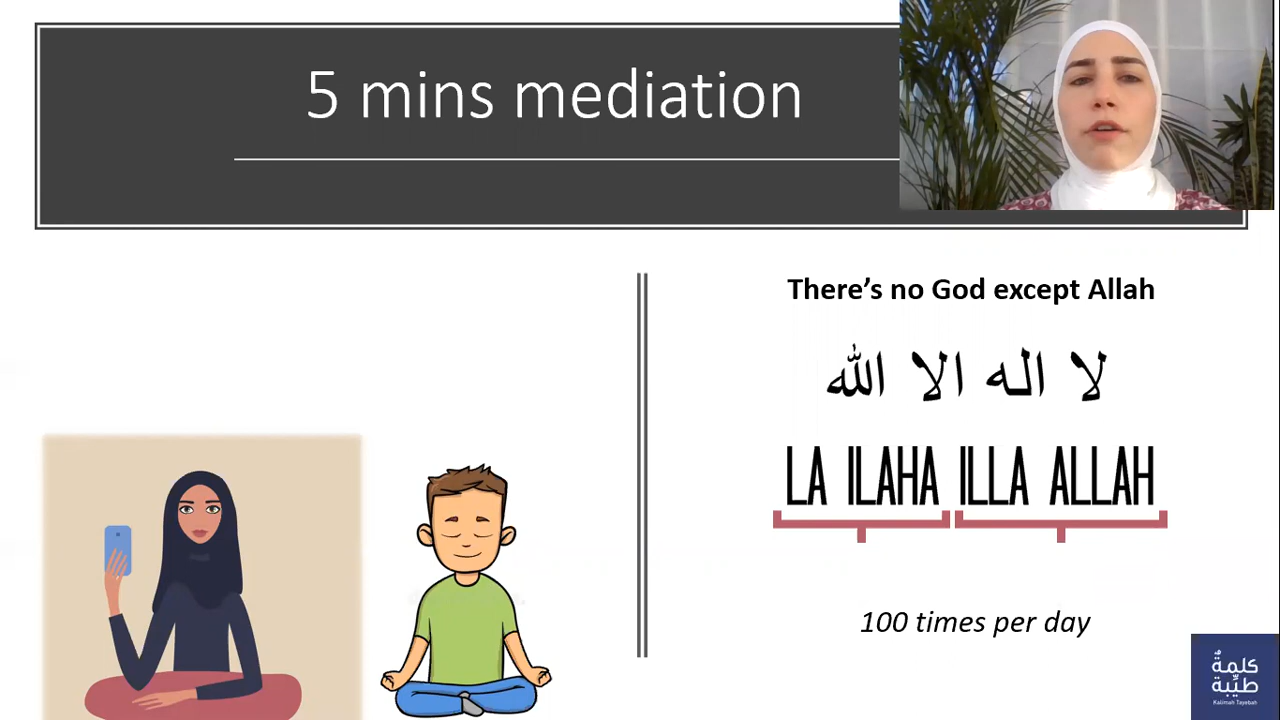 5 mins mediation
There's no God except Allah
لا اله الا الله
LA ILAHA ILLA ALLAH
100 times per day
كلمةٌ
طيّبة
Kalimah Tayebah